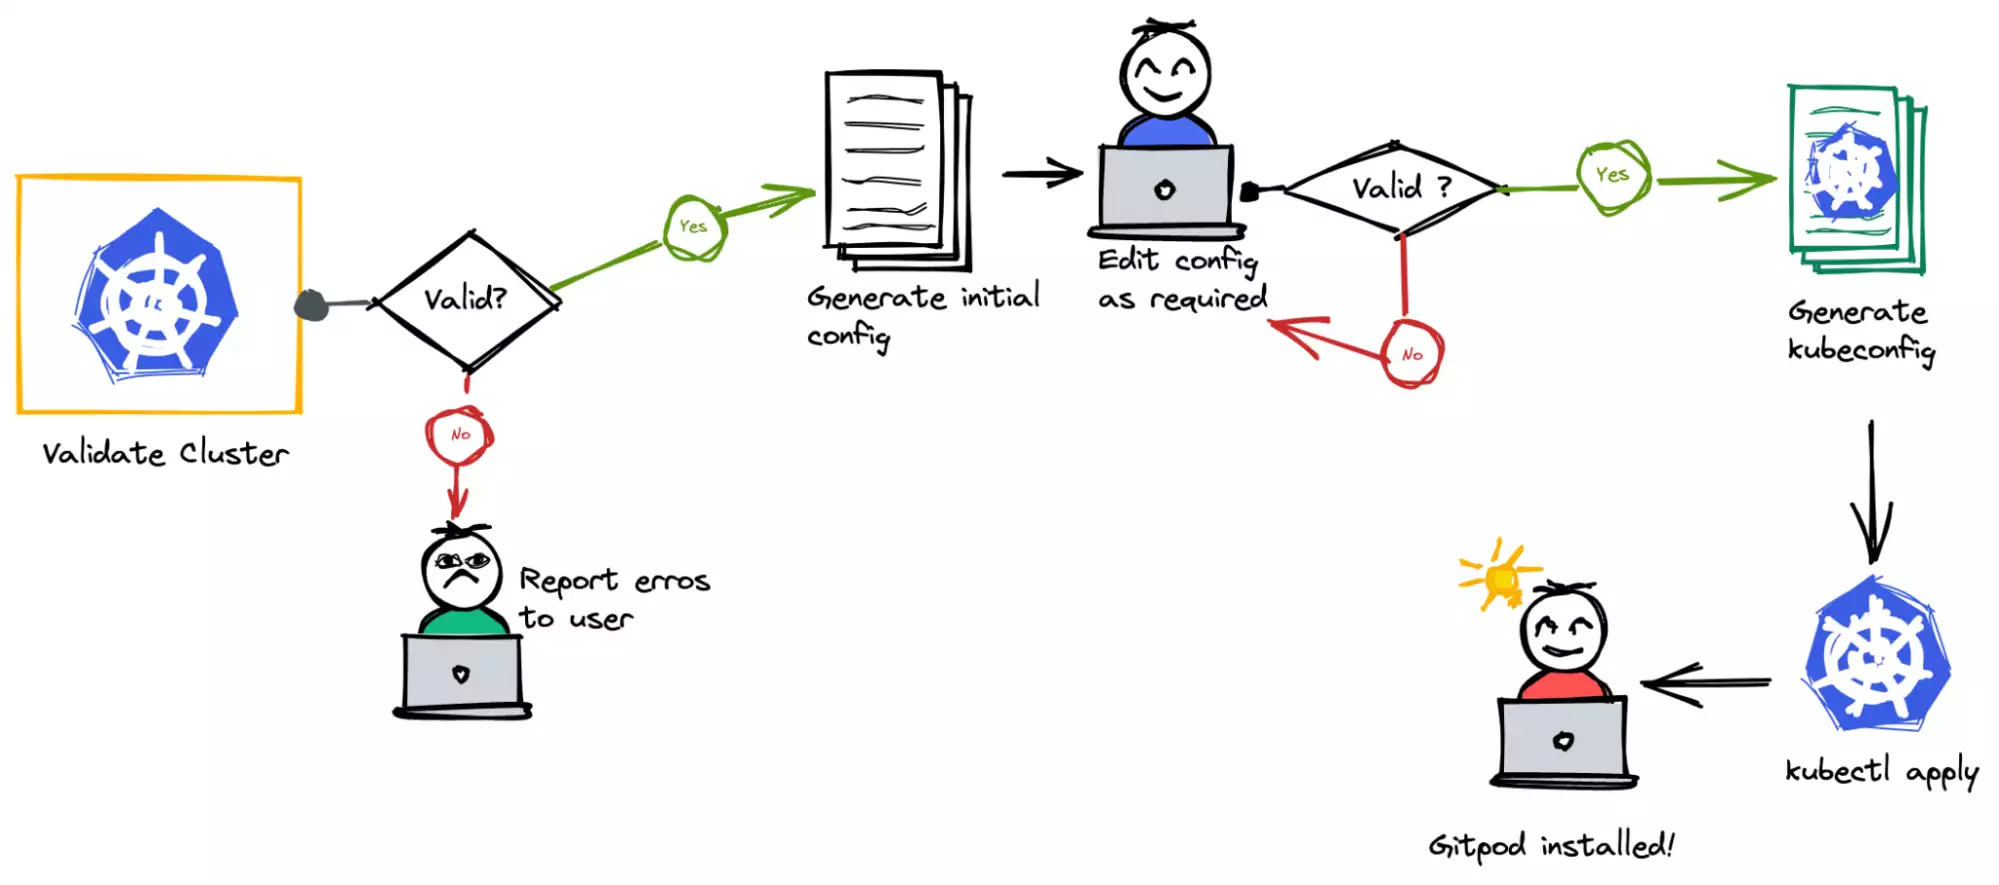 Validate Cluster
Valid?
Yes
No
Report erros
to user
Generate initial
config
Edit config
as required
Valid ?
Yes
No
Generate
kubeconfig
kubectl apply
Gitpod installed!